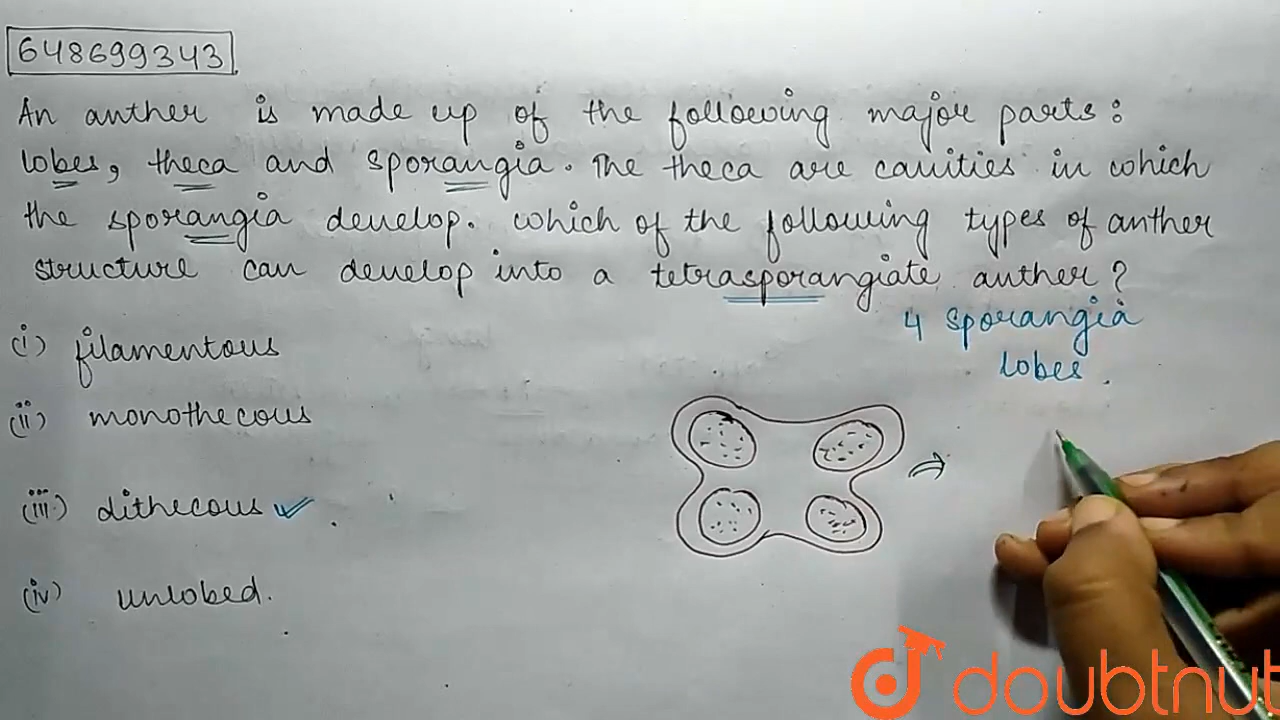 648699343
An anther is made up of the following major parts:
lobes, theca and sporangia. The theca are cavities in which
the sporangia develop. which of the following types of anther
structure can develop into a tetrasporangiate anther?
4 sporangia
lobes.
(i) filamentous
(ii) monothecous
(iii) dithecous
(iv) unlobed.
doubtnut